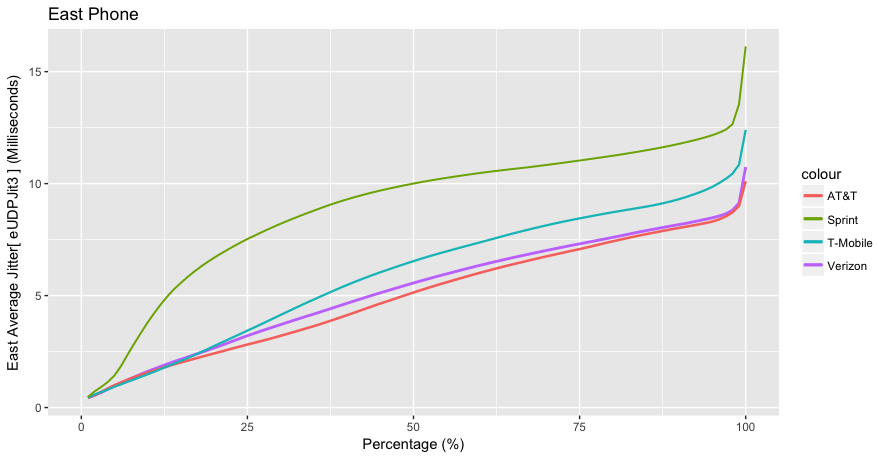 East Phone
East Average Jitter[ eUDPJit3 ] (Milliseconds)
15
10
5
0
0 25 50 75 100
Percentage (%)
colour
AT&T
Sprint
T-Mobile
Verizon